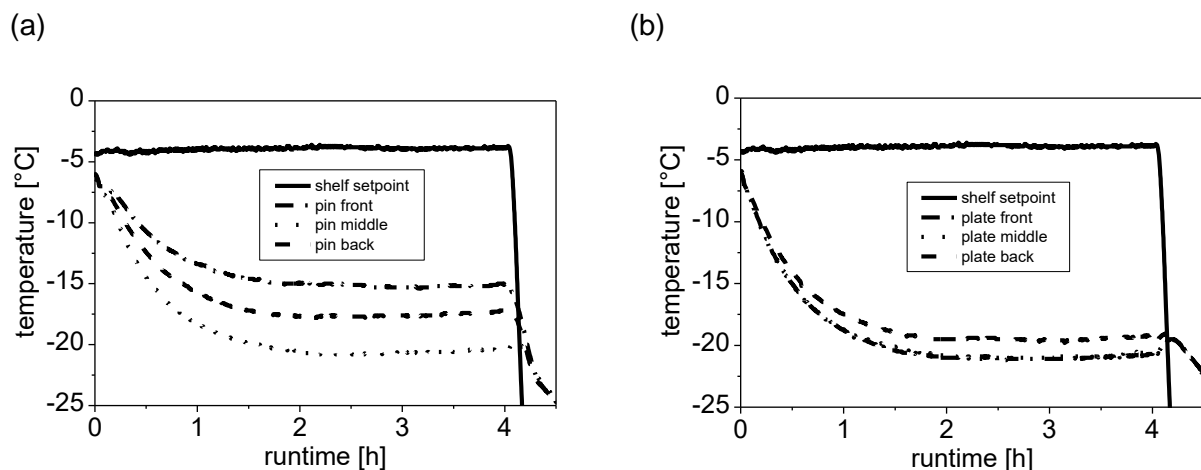 (a)
(b)
0
-5
-10
-15
-20
-25
temperature [°C]
shelf setpoint
pin front
pin middle
pin back
0
1
2
3
4
runtime [h]
0
-5
-10
-15
-20
-25
temperature [°C]
shelf setpoint
plate front
plate middle
plate back
0
1
2
3
4
runtime [h]